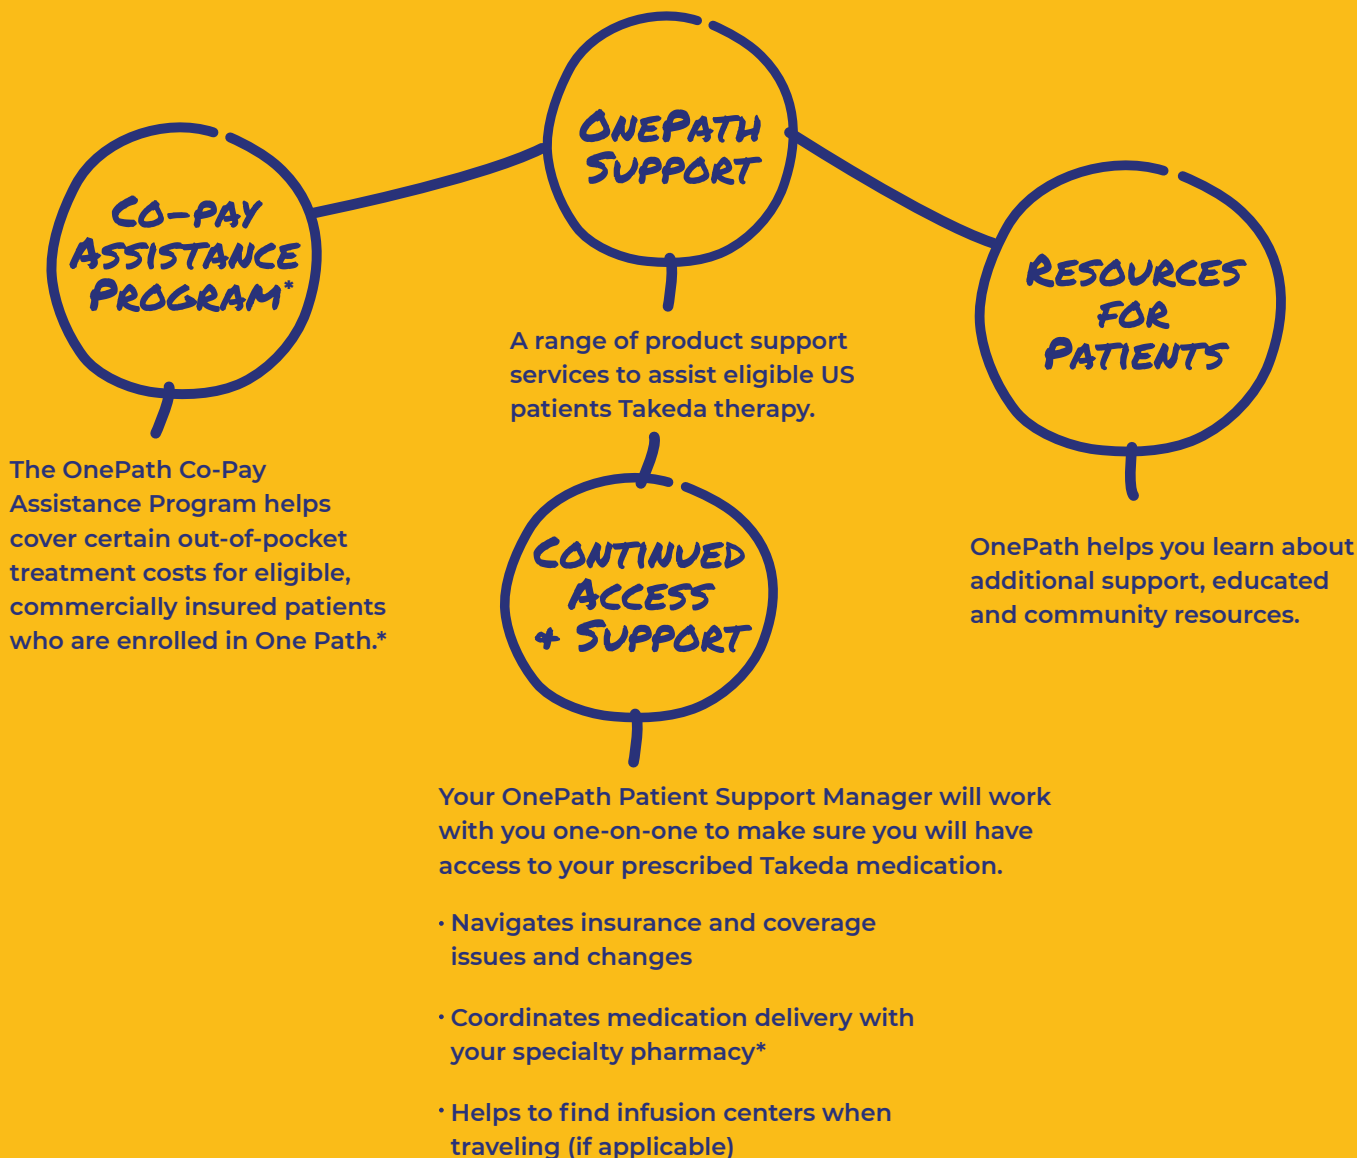 OnePath
Support
Co-pay
Assistance
Program*
Resources
for
Patients
A range of product support
services to assist eligible US
patients Takeda therapy.
The OnePath Co-Pay
Assistance Program helps
cover certain out-of-pocket
treatment costs for eligible,
commercially insured patients
who are enrolled in One Path.*
Continued
Access
& Support
OnePath helps you learn about
additional support, educated
and community resources.
Your OnePath Patient Support Manager will work
with you one-on-one to make sure you will have
access to your prescribed Takeda medication.
· Navigates insurance and coverage
issues and changes
· Coordinates medication delivery with
your specialty pharmacy*
· Helps to find infusion centers when
traveling (if applicable)